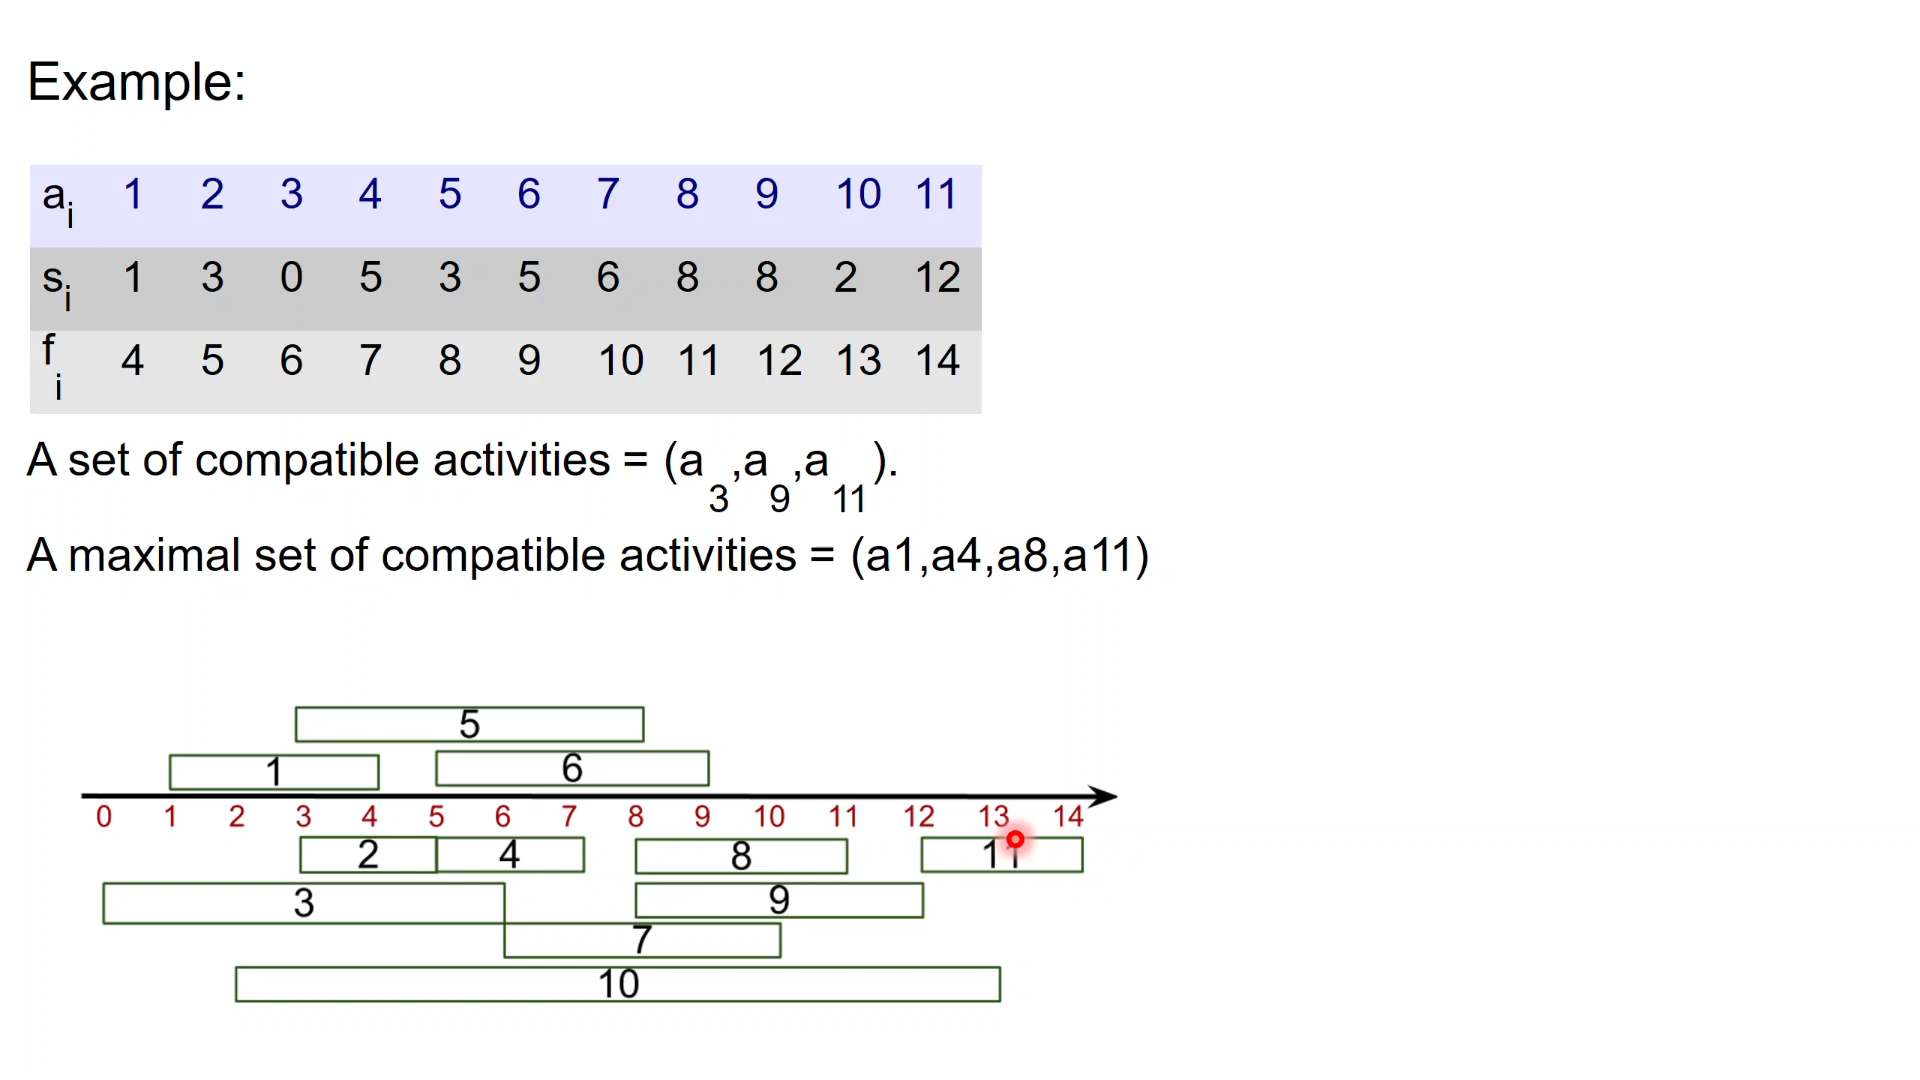 Example:
ai 1 2 3 4 5 6 7 8 9 10 11
si 1 3 0 5 3 5 6 8 8 2 12
fi 4 5 6 7 8 9 10 11 12 13 14
A set of compatible activities = (a3,a9,a11).
A maximal set of compatible activities = (a1,a4,a8,a11)
5
1 6
0 1 2 3 4 5 6 7 8 9 10 11 12 13 14
2 4 8 11
3 9
7
10